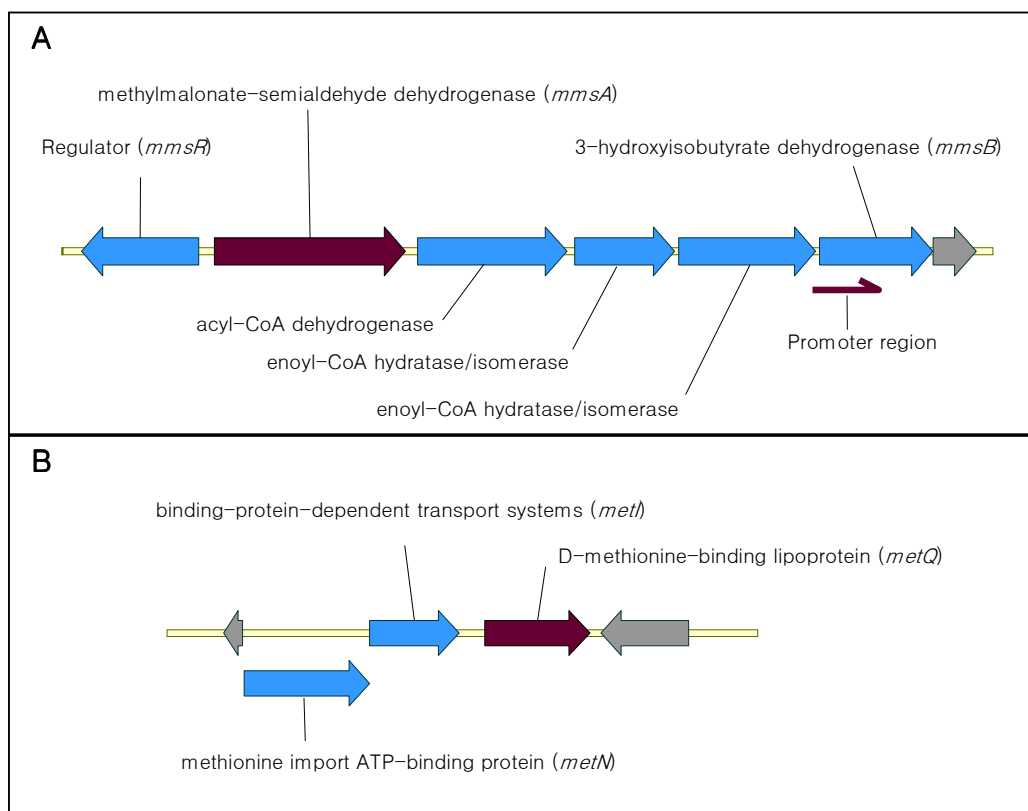 A
methylmalonate-semialdehyde dehydrogenase (mmsA)
Regulator (mmsR)
3-hydroxyisobutyrate dehydrogenase (mmsB)
acyl-CoA dehydrogenase
enoyl-CoA hydratase/isomerase
Promoter region
enoyl-CoA hydratase/isomerase
B
binding-protein-dependent transport systems (metI)
D-methionine-binding lipoprotein (metQ)
methionine import ATP-binding protein (metN)